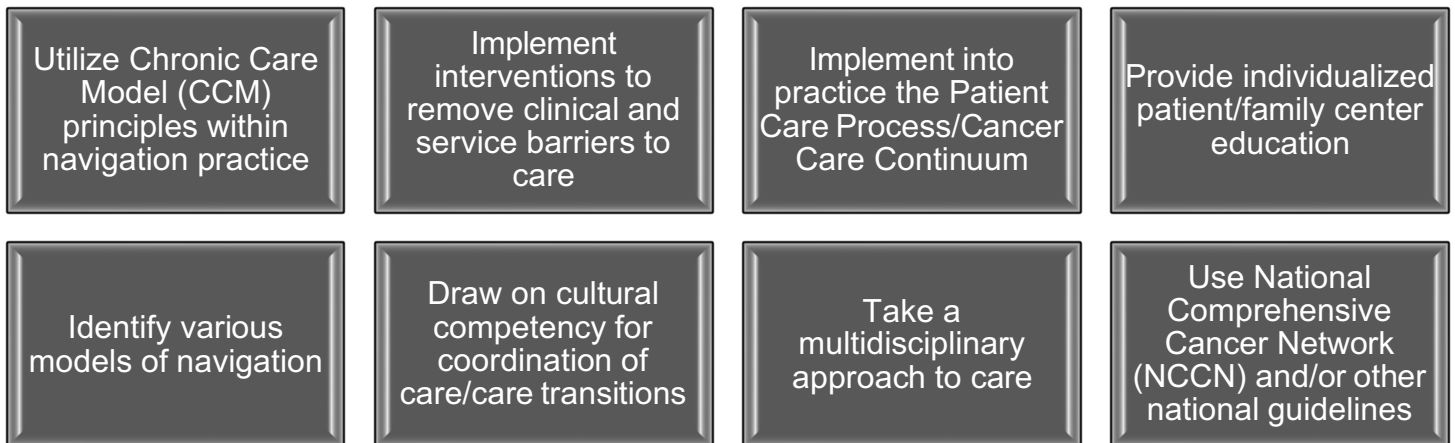 Utilize Chronic Care
Model (CCM)
principles within
navigation practice
Implement
interventions to
remove clinical and
service barriers to
care
Implement into
practice the Patient
Care Process/Cancer
Care Continuum
Provide individualized
patient/family center
education
Identify various
models of navigation
Draw on cultural
competency for
coordination of
care/care transitions
Take a
multidisciplinary
approach to care
Use National
Comprehensive
Cancer Network
(NCCN) and/or other
national guidelines